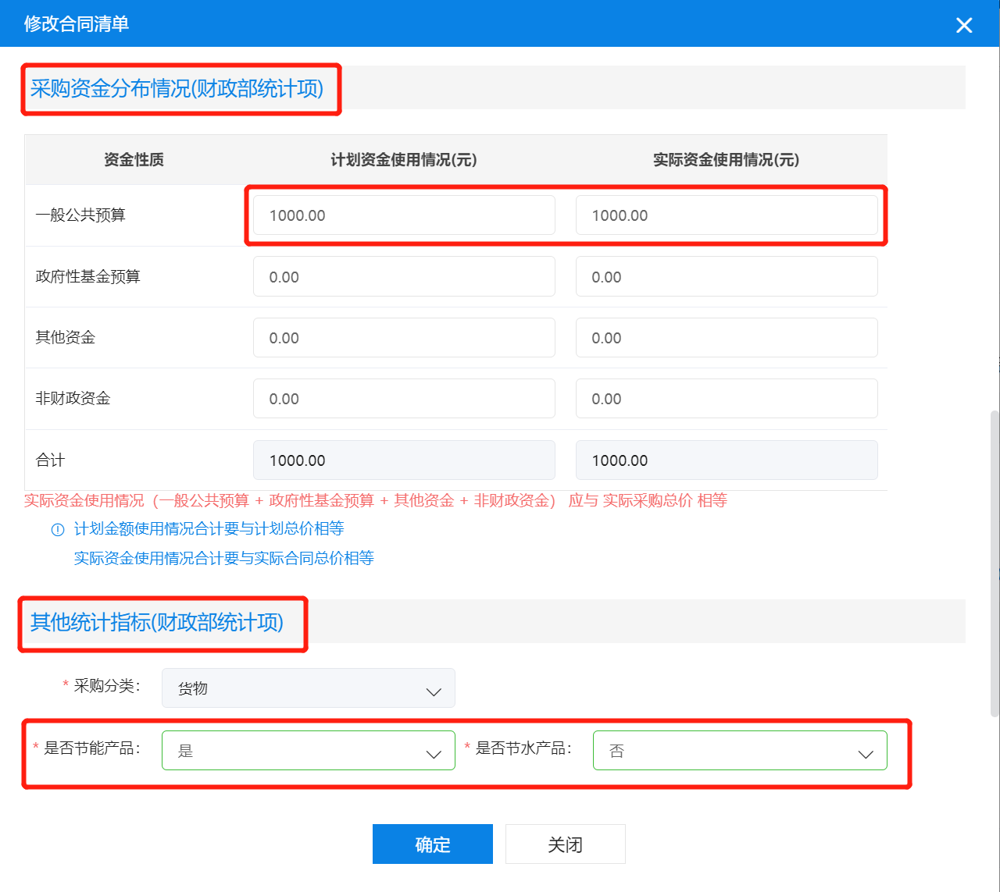 修改合同清单
采购资金分布情况(财政部统计项)
资金性质 计划资金使用情况(元) 实际资金使用情况(元)
一般公共预算 1000.00 1000.00
政府性基金预算 0.00 0.00
其他资金 0.00 0.00
非财政资金 0.00 0.00
合计 1000.00 1000.00
实际资金使用情况（一般公共预算 + 政府性基金预算 + 其他资金 + 非财政资金） 应与 实际采购总价 相等
计划金额使用情况合计要与计划总价相等
实际资金使用情况合计要与实际合同总价相等
其他统计指标(财政部统计项)
* 采购分类： 货物
* 是否节能产品： 是 * 是否节水产品： 否
确定 关闭